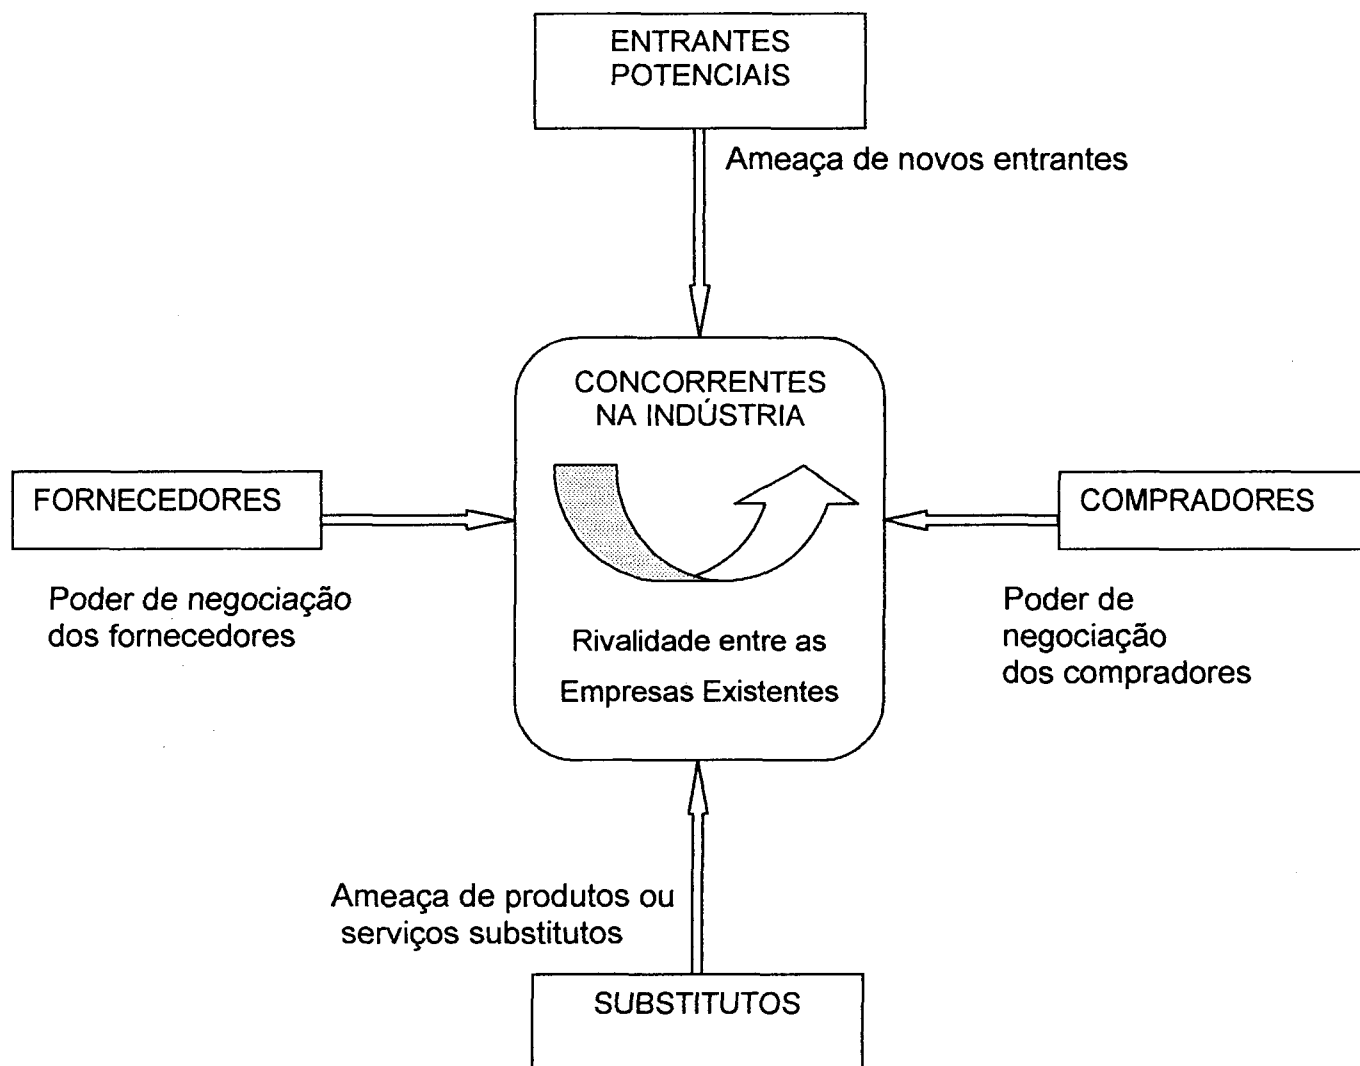 ENTRANTES
POTENCIAIS
Ameaça de novos entrantes
CONCORRENTES
NA INDÚSTRIA
FORNECEDORES
COMPRADORES
Poder de negociação
dos fornecedores
Poder de
negociação
dos compradores
Rivalidade entre as
Empresas Existentes
Ameaça de produtos ou
serviços substitutos
SUBSTITUTOS